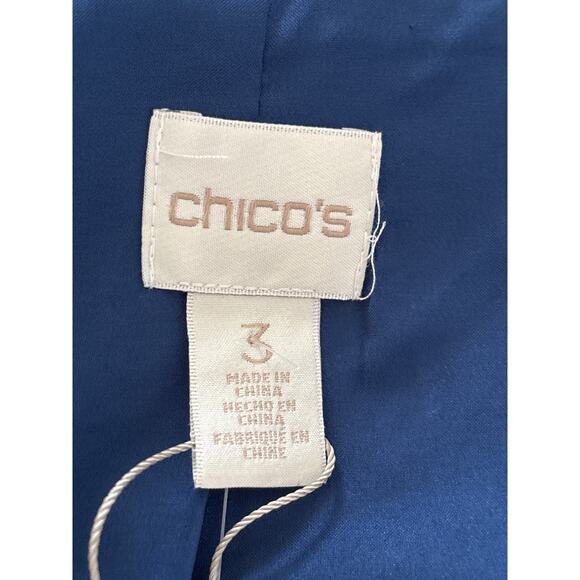 chico's
3
MADE IN
CHINA
HECHO EN
CHINA
FABRIQUÉ EN
CHINE